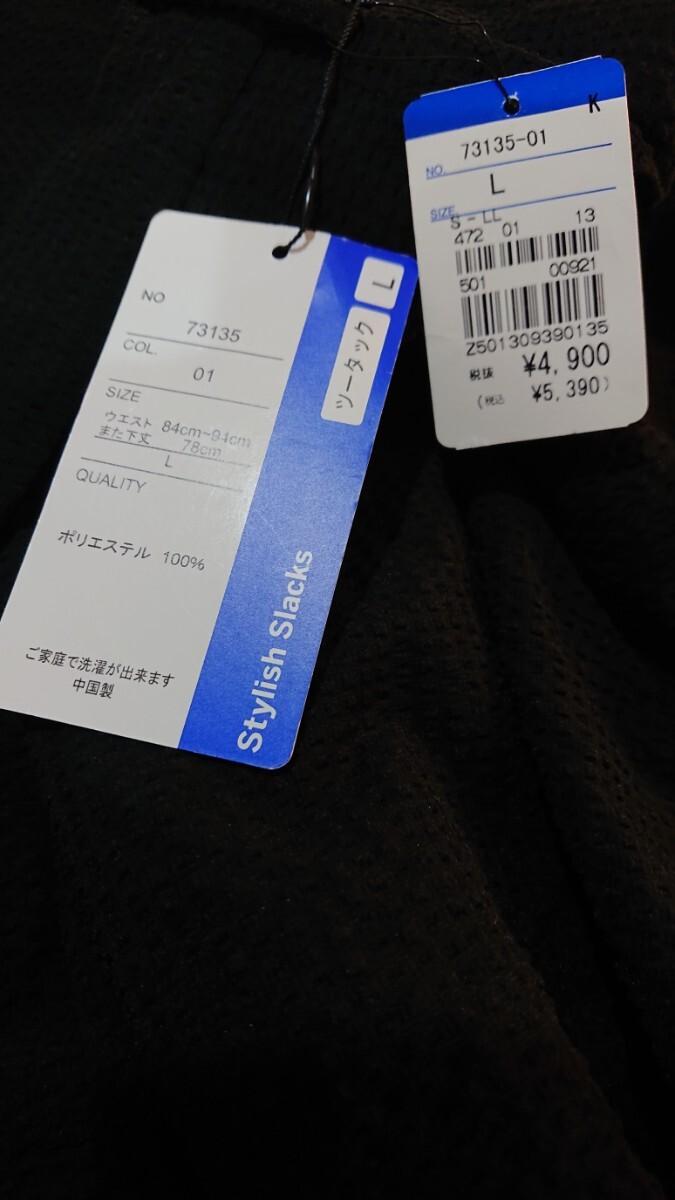 NO
73135
COL.
01
SIZE
ウエスト 84cm~94cm
また下丈 78cm
L
QUALITY
ポリエステル 100%
ご家庭で洗濯が出来ます
中国製
ツータック L
Stylish Slacks
K
NO. 73135-01
SIZE L
S - LL
472 01 13
501 00921
Z501309390135
税抜 ¥4,900
(税込 ¥5,390)